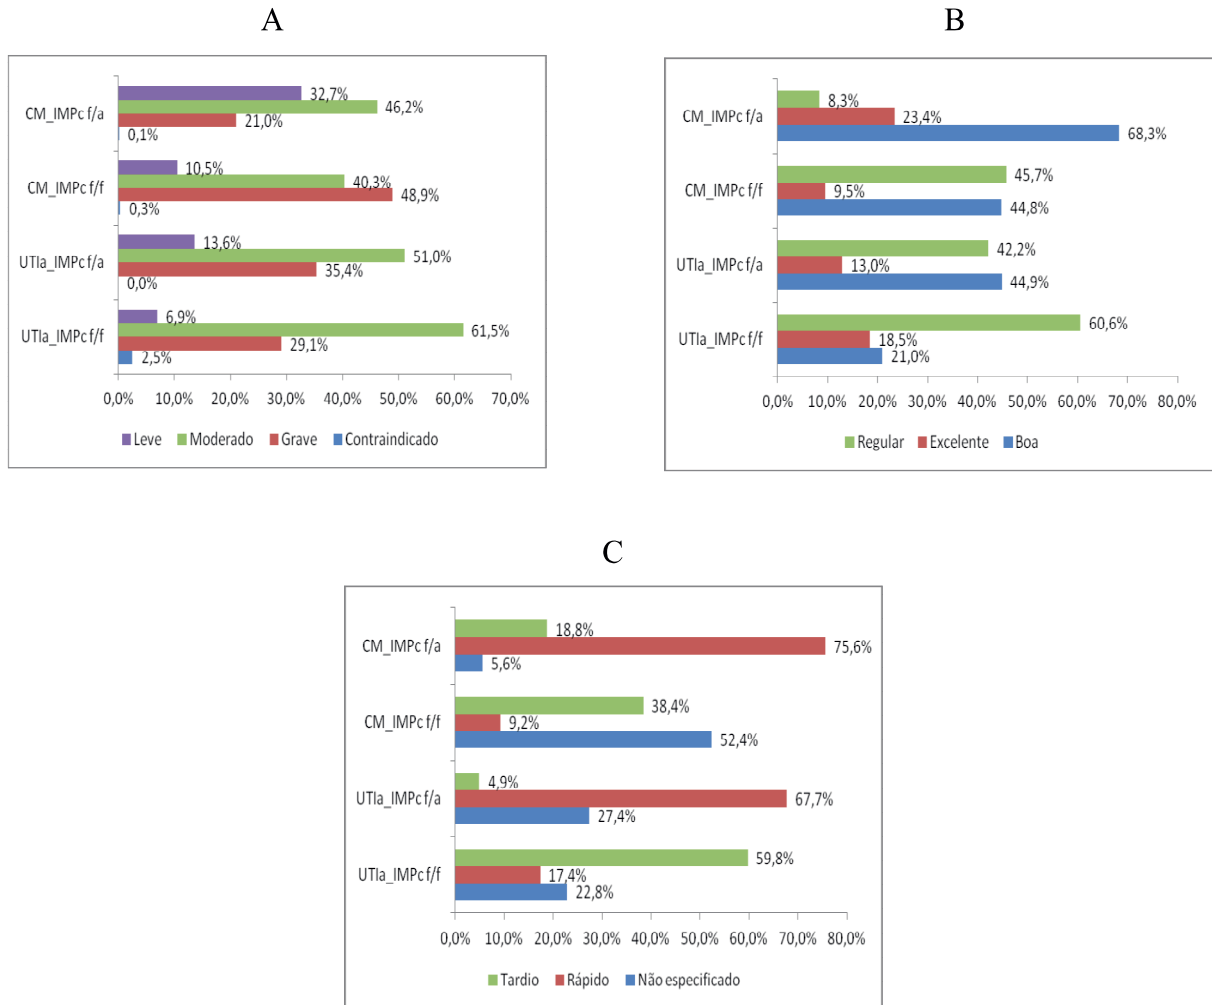 A
CM_IMPc f/a
32,7%
46,2%
21,0%
0,1%
CM_IMPc f/f
10,5%
40,3%
48,9%
0,3%
UTIa_IMPc f/a
13,6%
51,0%
35,4%
0,0%
UTIa_IMPc f/f
6,9%
61,5%
29,1%
2,5%
0,0% 10,0% 20,0% 30,0% 40,0% 50,0% 60,0% 70,0%
Leve Moderado Grave Contraindicado
B
CM_IMPc f/a
8,3%
23,4%
68,3%
CM_IMPc f/f
45,7%
9,5%
44,8%
UTIa_IMPc f/a
42,2%
13,0%
44,9%
UTIa_IMPc f/f
60,6%
18,5%
21,0%
0,0% 10,0% 20,0% 30,0% 40,0% 50,0% 60,0% 70,0% 80,0%
Regular Excelente Boa
C
CM_IMPc f/a
18,8%
75,6%
5,6%
CM_IMPc f/f
38,4%
9,2%
52,4%
UTIa_IMPc f/a
4,9%
67,7%
27,4%
UTIa_IMPc f/f
59,8%
17,4%
22,8%
0,0% 10,0% 20,0% 30,0% 40,0% 50,0% 60,0% 70,0% 80,0%
Tardio Rápido Não especificado